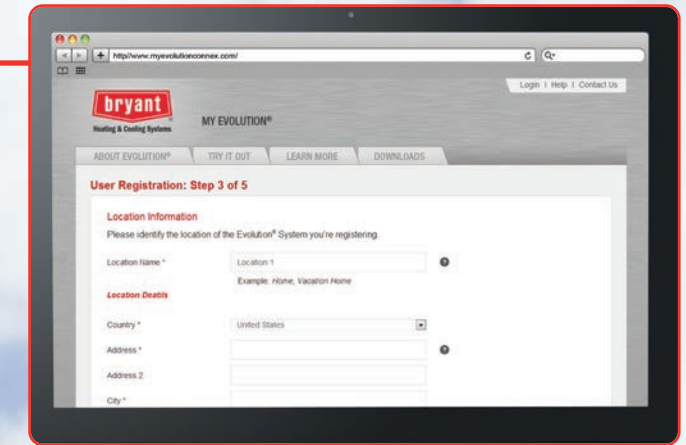 http//www.myevolutionconnex.com/
Login | Help | Contact Us
bryant
Heating & Cooling Systems
MY EVOLUTION®
ABOUT EVOLUTION® TRY IT OUT LEARN MORE DOWNLOADS
User Registration: Step 3 of 5
Location Information
Please identify the location of the Evolution® System you're registering.
Location Name * Location 1
Example: Home, Vacation Home
Location Deatils
Country * United States
Address *
Address 2
City *